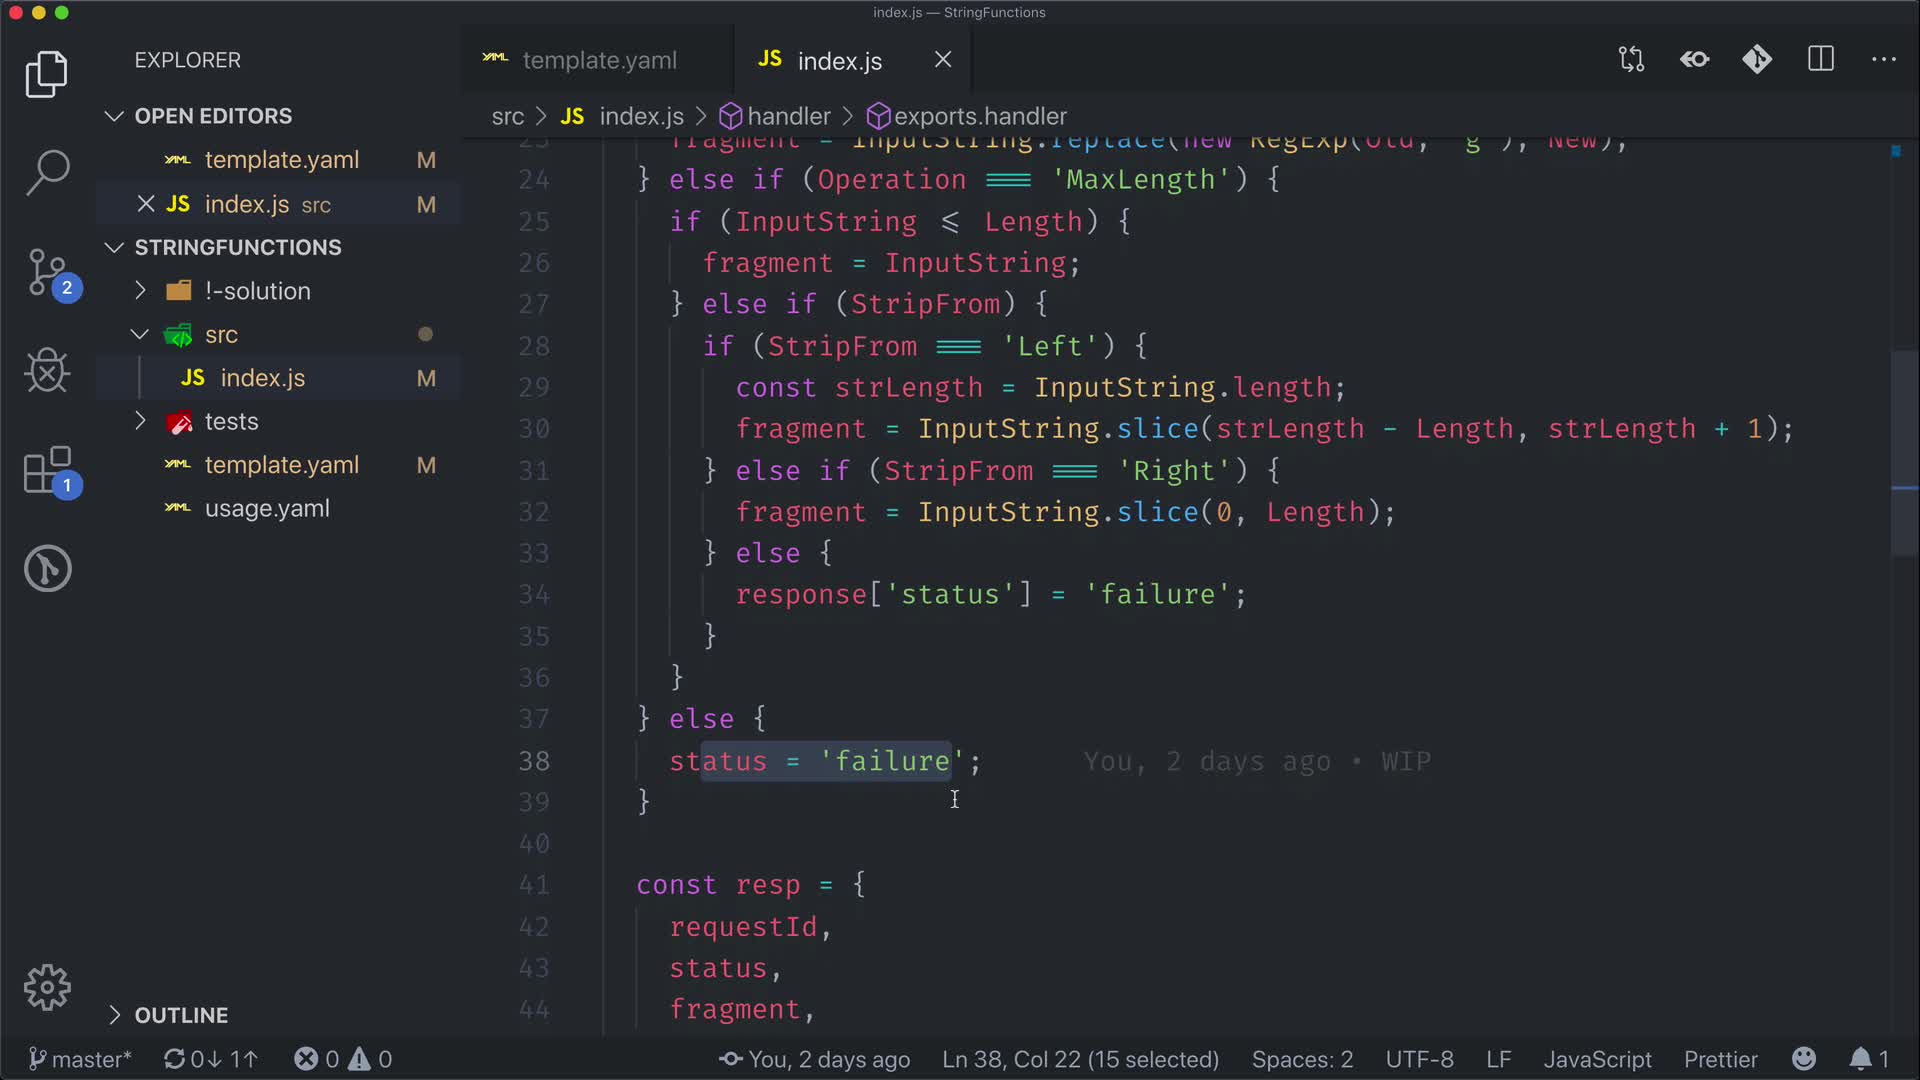 index.js — StringFunctions
EXPLORER
OPEN EDITORS
template.yaml M
JS index.js src M
STRINGFUNCTIONS
!-solution
src
JS index.js M
tests
template.yaml M
usage.yaml
OUTLINE
2
1
template.yaml
JS index.js
src > JS index.js > handler > exports.handler
23 fragment = InputString.replace(new RegExp(Old, 'g'), New);
24 } else if (Operation === 'MaxLength') {
25 if (InputString <= Length) {
26 fragment = InputString;
27 } else if (StripFrom) {
28 if (StripFrom === 'Left') {
29 const strLength = InputString.length;
30 fragment = InputString.slice(strLength - Length, strLength + 1);
31 } else if (StripFrom === 'Right') {
32 fragment = InputString.slice(0, Length);
33 } else {
34 response['status'] = 'failure';
35 }
36 }
37 } else {
38 status = 'failure'; You, 2 days ago • WIP
39 }
40
41 const resp = {
42 requestId,
43 status,
44 fragment,
master* 0↓ 1↑ 0 0 You, 2 days ago Ln 38, Col 22 (15 selected) Spaces: 2 UTF-8 LF JavaScript Prettier 1